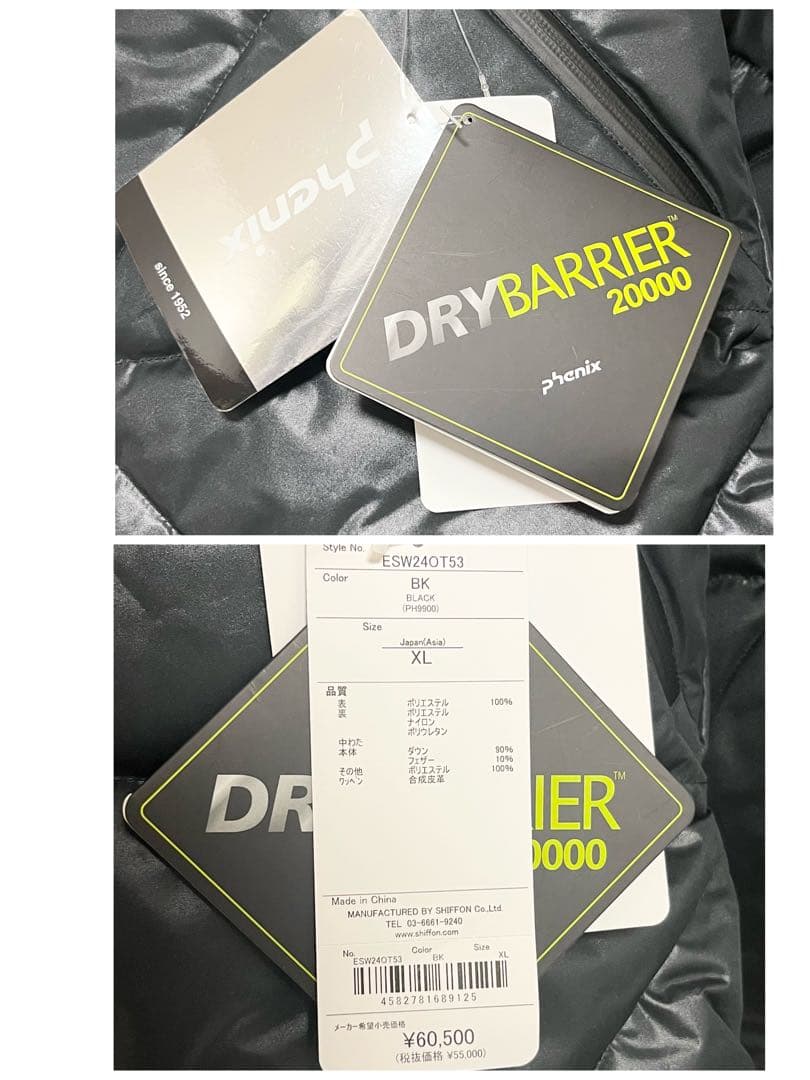 phenix
since 1952
DRYBARRIER™
20000
phenix
Style No.
ESW24OT53
Color
BK
BLACK
(PH9900)
Size
Japan(Asia)
XL
品質
表 ポリエステル 100%
裏 ポリエステル
ナイロン
ポリウレタン
中わた
本体 ダウン 90%
フェザー 10%
その他 ポリエステル 100%
ワッペン 合成皮革
DR IER™
0000
Made in China
MANUFACTURED BY SHIFFON Co.,Ltd.
TEL 03-6661-9240
www.shiffon.com
No. Color Size
ESW24OT53 BK XL
4582781689125
メーカー希望小売価格
¥60,500
(税抜価格 ¥55,000)